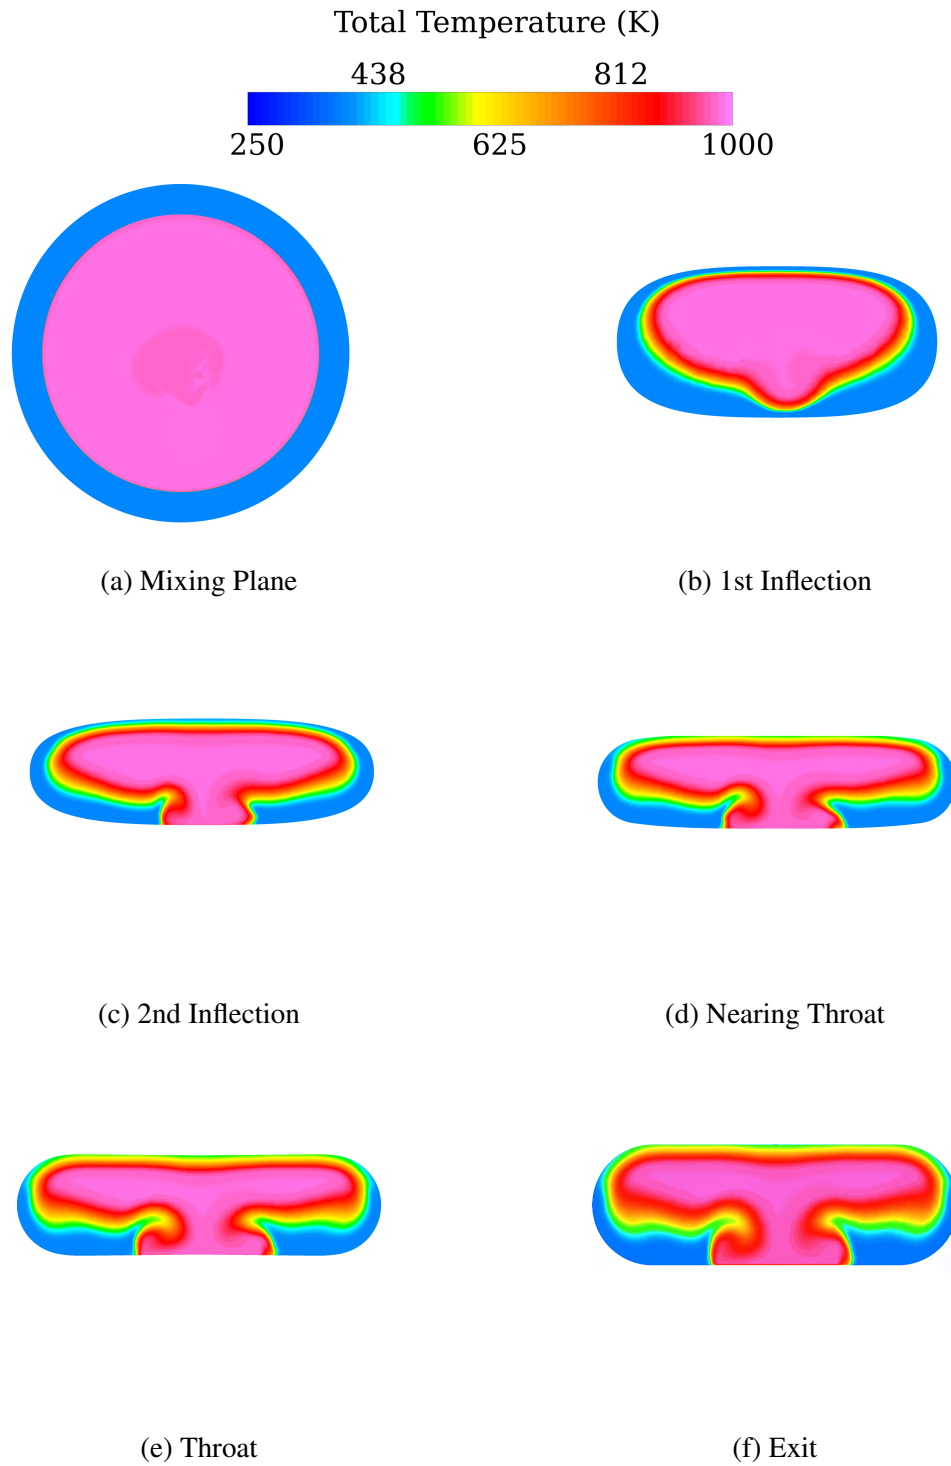 Total Temperature (K)
438 812
250 625 1000
(a) Mixing Plane
(b) 1st Inflection
(c) 2nd Inflection
(d) Nearing Throat
(e) Throat
(f) Exit